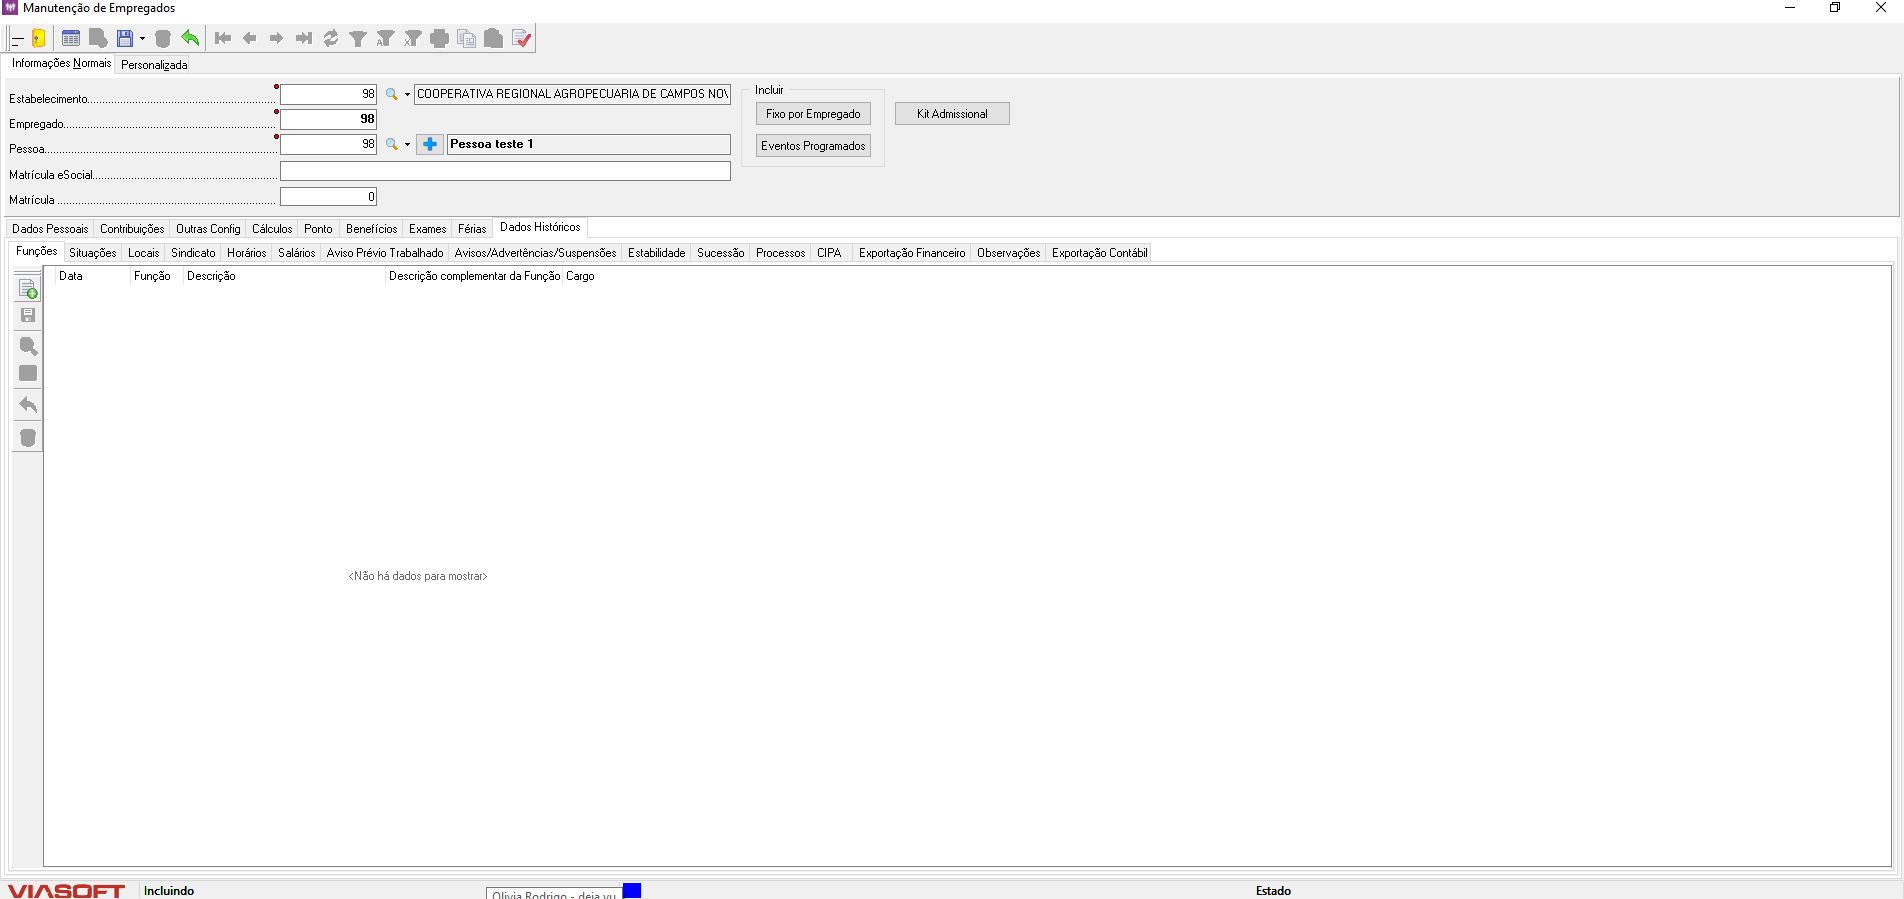 Manutenção de Empregados
Informações Normais Personalizada
Estabelecimento 98 COOPERATIVA REGIONAL AGROPECUARIA DE CAMPOS
Empregado 98
Pessoa 98 Pessoa teste 1
Matrícula eSocial
Matrícula 0
Incluir
Fixo por Empregado
Eventos Programados
Kit Admissional
Dados Pessoais Contribuições Outras Config Cálculos Ponto Benefícios Exames Férias Dados Históricos
Funções Situações Locais Sindicato Horários Salários Aviso Prévio Trabalhado Avisos/Advertências/Suspensões Estabilidade Sucessão Processos CIPA Exportação Financeiro Observações Exportação Contábil
Data Função Descrição Descrição complementar da Função Cargo
<Não há dados para mostrar>
VIASOFT Incluindo Olivia Rodrigo - deja vu Estado